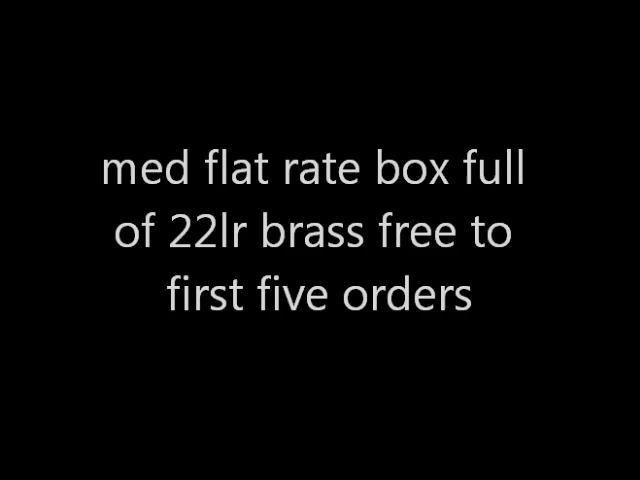 med flat rate box full
of 22lr brass free to
first five orders